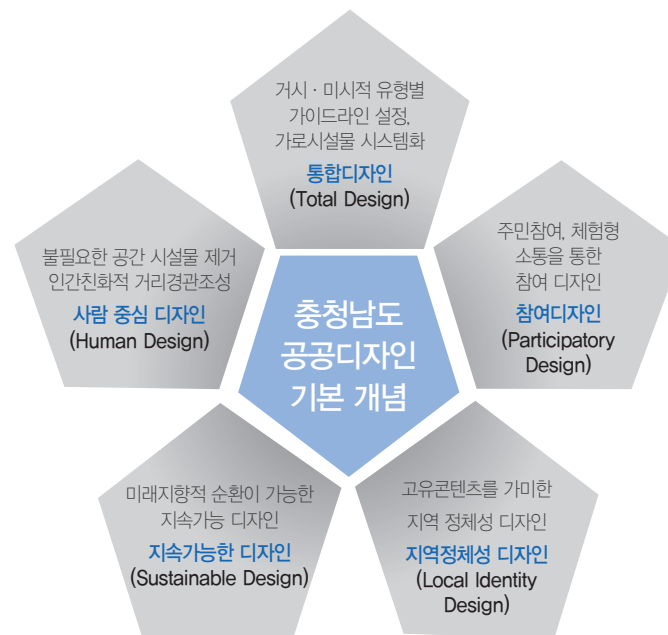 거시·미시적 유형별
가이드라인 설정,
가로시설물 시스템화
통합디자인
(Total Design)
불필요한 공간 시설물 제거
인간친화적 거리경관조성
사람 중심 디자인
(Human Design)
충청남도
공공디자인
기본 개념
주민참여, 체험형
소통을 통한
참여 디자인
참여디자인
(Participatory
Design)
미래지향적 순환이 가능한
지속가능 디자인
지속가능한 디자인
(Sustainable Design)
고유콘텐츠를 가미한
지역 정체성 디자인
지역정체성 디자인
(Local Identity
Design)